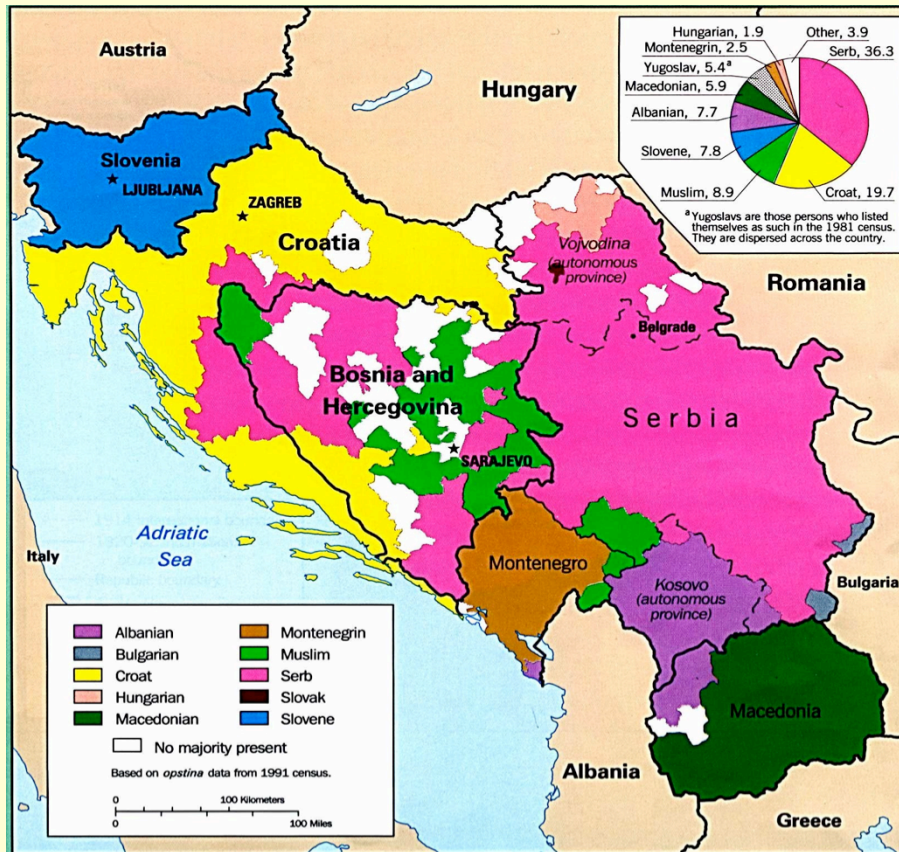 Austria
Hungary
Hungarian, 1.9
Other, 3.9
Montenegrin, 2.5
Serb, 36.3
Yugoslav, 5.4ᵃ
Macedonian, 5.9
Albanian, 7.7
Slovene, 7.8
Muslim, 8.9
Croat, 19.7
ᵃ Yugoslavs are those persons who listed
themselves as such in the 1981 census.
They are dispersed across the country.
Slovenia
LJUBLJANA
ZAGREB
Croatia
Vojvodina
(autonomous
province)
Romania
Belgrade
Bosnia and
Hercegovina
Serbia
SARAJEVO
Adriatic
Sea
Italy
Montenegro
Kosovo
(autonomous
province)
Bulgaria
Macedonia
Albania
Greece
Albanian
Bulgarian
Croat
Hungarian
Macedonian
Montenegrin
Muslim
Serb
Slovak
Slovene
No majority present
Based on opstina data from 1991 census.
0 100 Kilometers
0 100 Miles